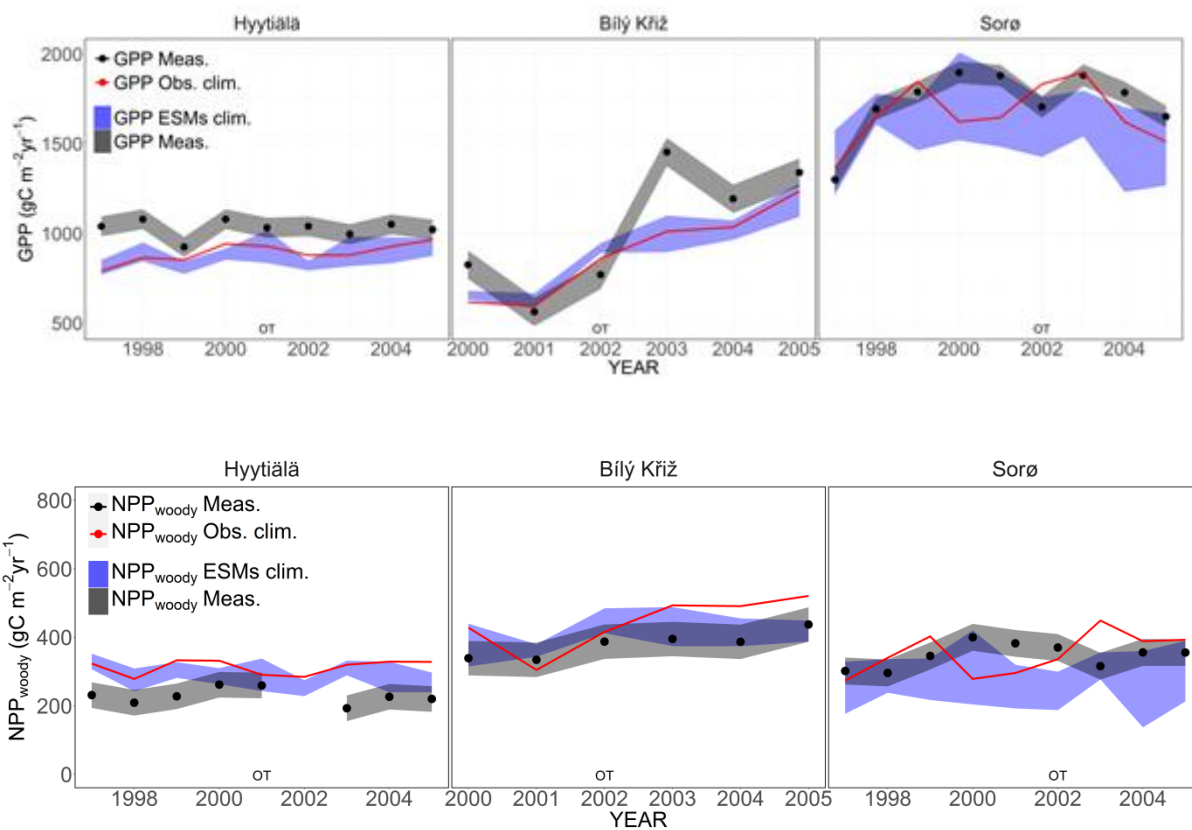 Hyytiälä Bílý Kříž Sorø
2000
1500
1000
500
GPP (gC m⁻²yr⁻¹)
GPP Meas.
GPP Obs. clim.
GPP ESMs clim.
GPP Meas.
OT OT OT
1998 2000 2002 2004 2000 2001 2002 2003 2004 2005 1998 2000 2002 2004
YEAR
Hyytiälä Bílý Kříž Sorø
800
600
400
200
0
NPPwoody (gC m⁻²yr⁻¹)
NPPwoody Meas.
NPPwoody Obs. clim.
NPPwoody ESMs clim.
NPPwoody Meas.
OT OT OT
1998 2000 2002 2004 2000 2001 2002 2003 2004 2005 1998 2000 2002 2004
YEAR